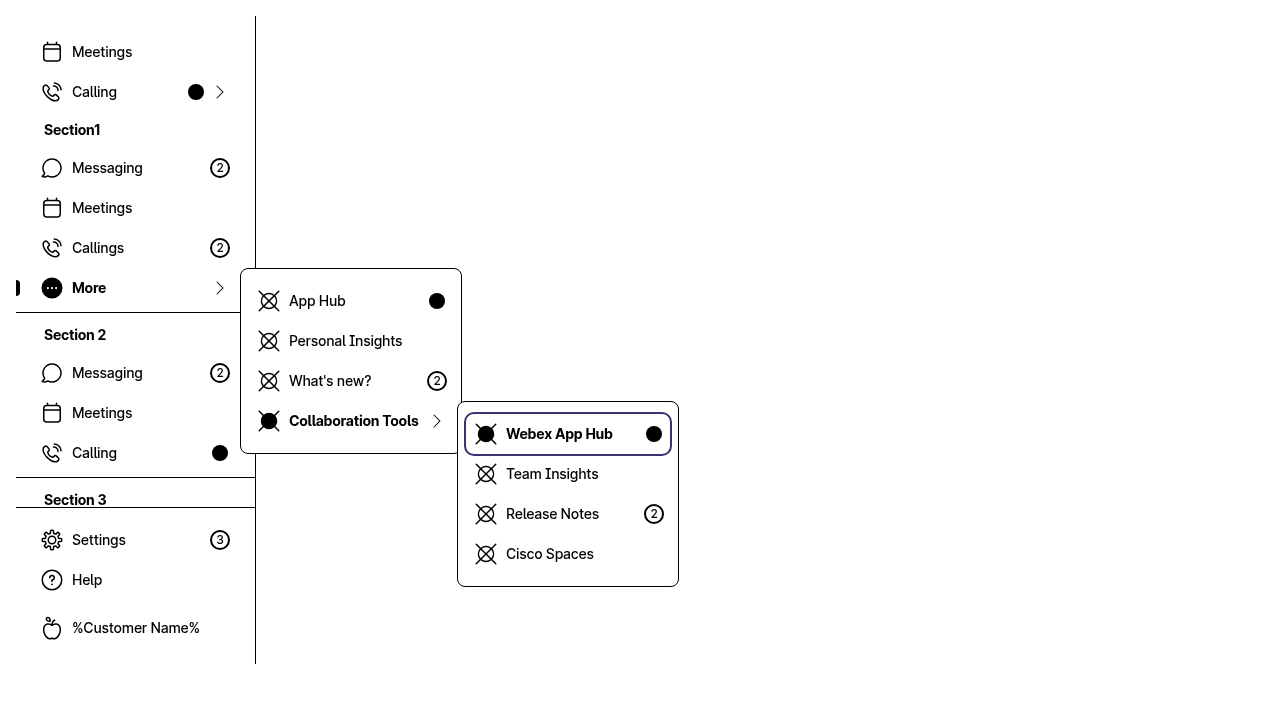 Meetings
Calling
Section1
Messaging 2
Meetings
Callings 2
More
Section 2
Messaging 2
Meetings
Calling
Section 3
Settings 3
Help
%Customer Name%
App Hub
Personal Insights
What's new? 2
Collaboration Tools
Webex App Hub
Team Insights
Release Notes 2
Cisco Spaces